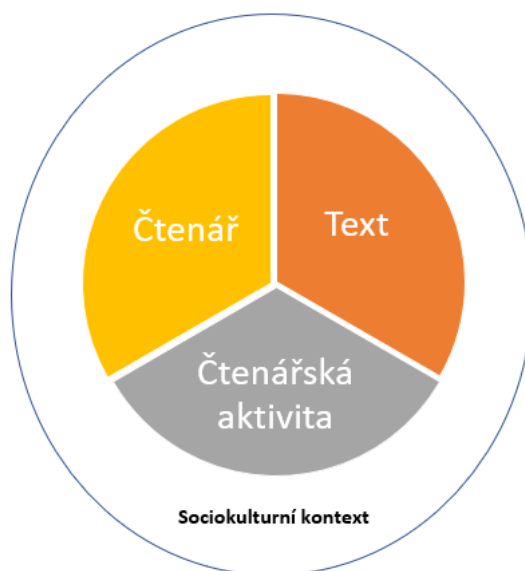 Čtenář
Text
Čtenářská
aktivita
Sociokulturní kontext